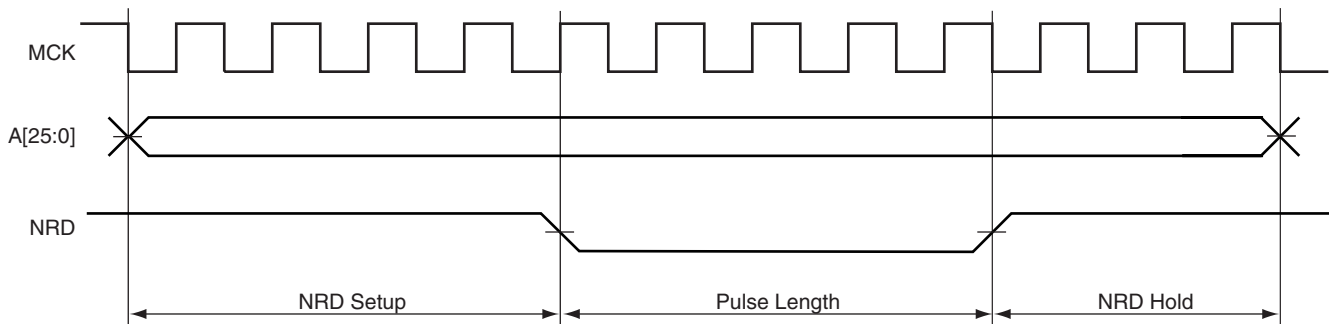 MCK
A[25:0]
NRD
NRD Setup
Pulse Length
NRD Hold